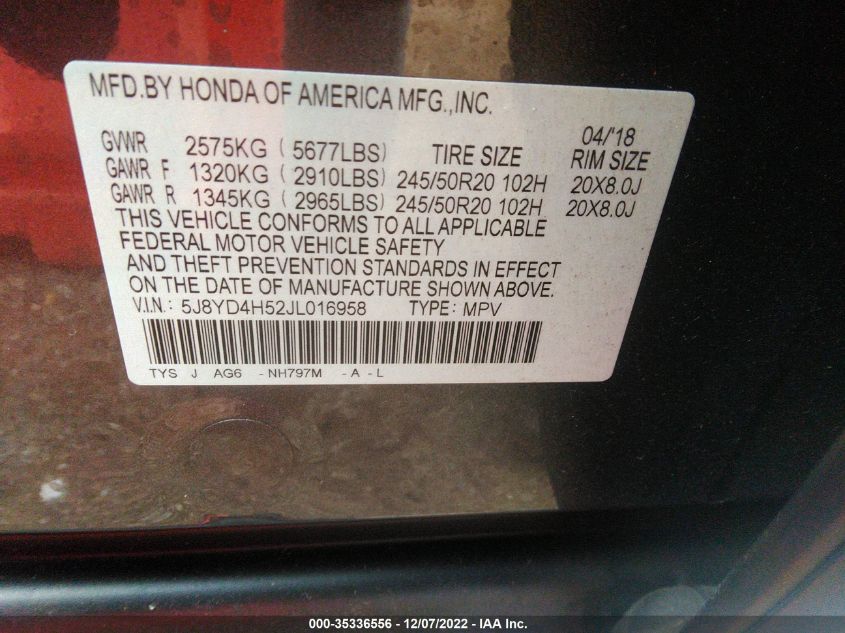 MFD.BY HONDA OF AMERICA MFG.,INC.
04/'18
GVWR 2575KG ( 5677LBS) TIRE SIZE RIM SIZE
GAWR F 1320KG ( 2910LBS) 245/50R20 102H 20X8.0J
GAWR R 1345KG ( 2965LBS) 245/50R20 102H 20X8.0J
THIS VEHICLE CONFORMS TO ALL APPLICABLE
FEDERAL MOTOR VEHICLE SAFETY
AND THEFT PREVENTION STANDARDS IN EFFECT
ON THE DATE OF MANUFACTURE SHOWN ABOVE.
V.I.N.: 5J8YD4H52JL016958 TYPE: MPV
TYS J AG6 -NH797M -A -L
000-35336556 - 12/07/2022 - IAA Inc.